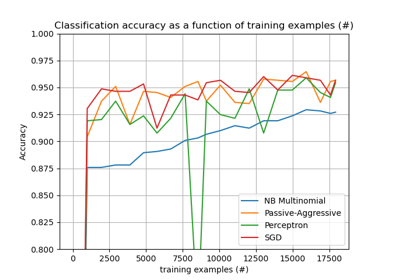 Classification accuracy as a function of training examples (#)
1.000
0.975
0.950
0.925
0.900
0.875
0.850
0.825
0.800
Accuracy
0 2500 5000 7500 10000 12500 15000 17500
training examples (#)
NB Multinomial
Passive-Aggressive
Perceptron
SGD